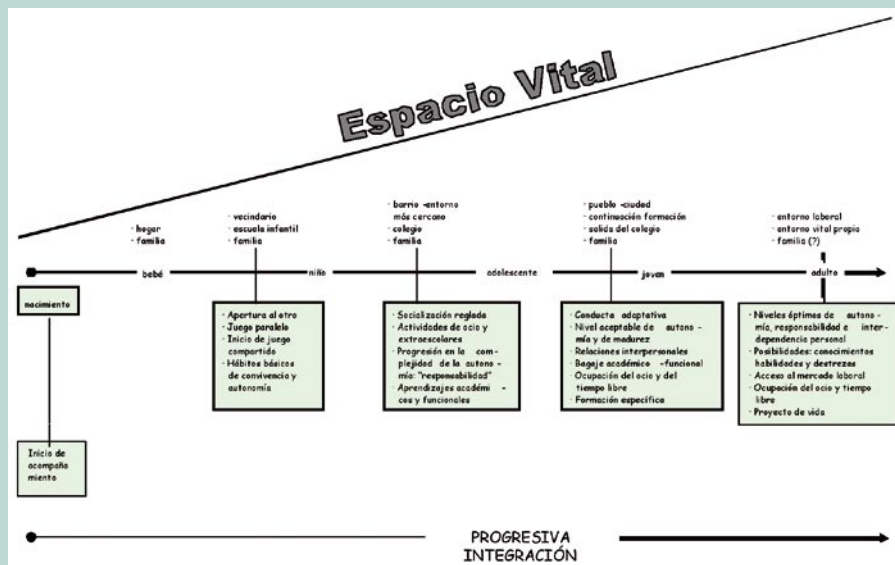 Espacio Vital
· hogar
· familia
· vecindario
· escuela infantil
· familia
· barrio -entorno
más cercano
· colegio
· familia
· pueblo -ciudad
· continuación formación
· salida del colegio
· familia
· entorno laboral
· entorno vital propio
· familia (?)
bebé
niño
adolescente
joven
adulto
nacimiento
Inicio de
acompaña
miento
· Apertura al otro
· Juego paralelo
· Inicio de juego
compartido
· Hábitos básicos
de convivencia y
autonomía
· Socialización reglada
· Actividades de ocio y
extraescolares
· Progresión en la com -
plejidad de la autono -
mía: "responsabilidad"
· Aprendizajes académi -
cos y funcionales
· Conducta adaptativa
· Nivel aceptable de autono -
mía y de madurez
· Relaciones interpersonales
· Bagaje académico -funcional
· Ocupación del ocio y del
tiempo libre
· Formación específica
· Niveles óptimos de autono -
mía, responsabilidad e inter-
dependencia personal
· Posibilidades: conocimientos
habilidades y destrezas
· Acceso al mercado laboral
· Ocupación del ocio y tiempo
libre
· Proyecto de vida
PROGRESIVA
INTEGRACIÓN